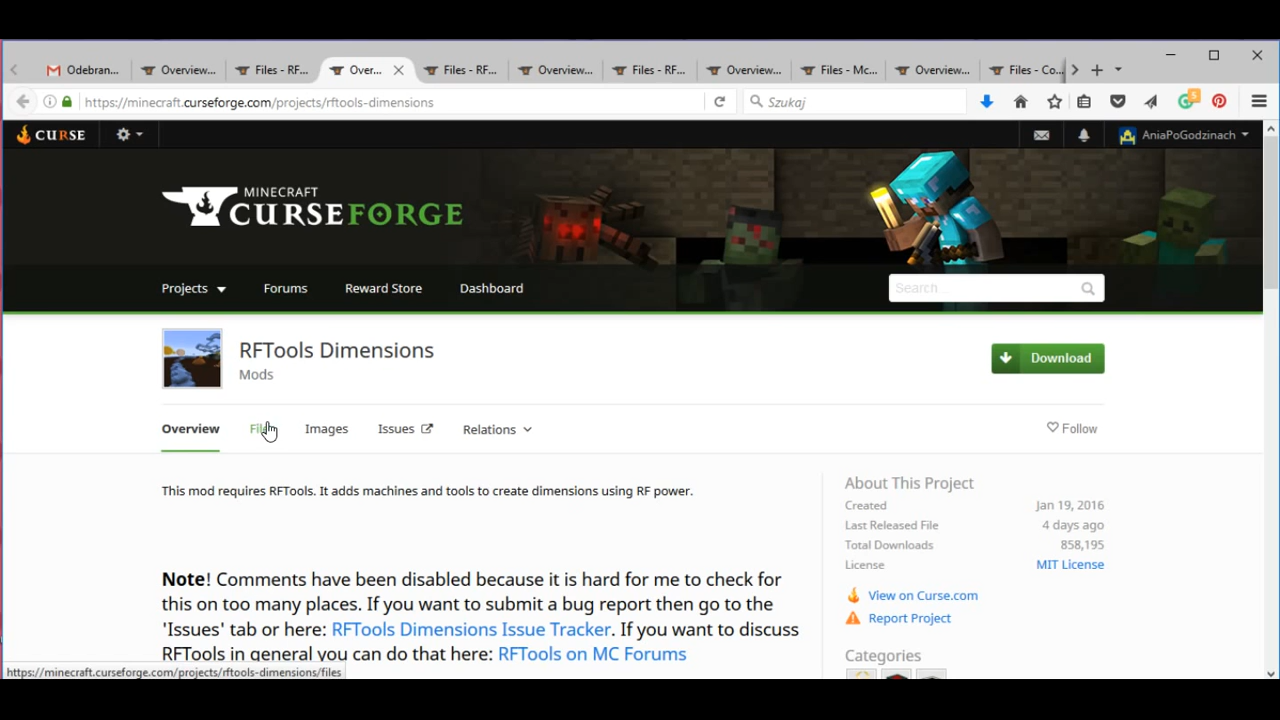 Odebran...
Overview...
Files - RF...
Over...
Files - RF...
Overview...
Files - RF...
Overview...
Files - Mc...
Overview...
Files - Co...
https://minecraft.curseforge.com/projects/rftools-dimensions
Szukaj
5
CURSE
AniaPoGodzinach
MINECRAFT
CURSEFORGE
Projects
Forums
Reward Store
Dashboard
Search ...
RFTools Dimensions
Mods
Download
Overview
Images
Issues
Relations
Follow
This mod requires RFTools. It adds machines and tools to create dimensions using RF power.
About This Project
Created Jan 19, 2016
Last Released File 4 days ago
Total Downloads 858,195
License MIT License
View on Curse.com
Report Project
Categories
Note! Comments have been disabled because it is hard for me to check for
this on too many places. If you want to submit a bug report then go to the
'Issues' tab or here: RFTools Dimensions Issue Tracker. If you want to discuss
RFTools in general you can do that here: RFTools on MC Forums
https://minecraft.curseforge.com/projects/rftools-dimensions/files